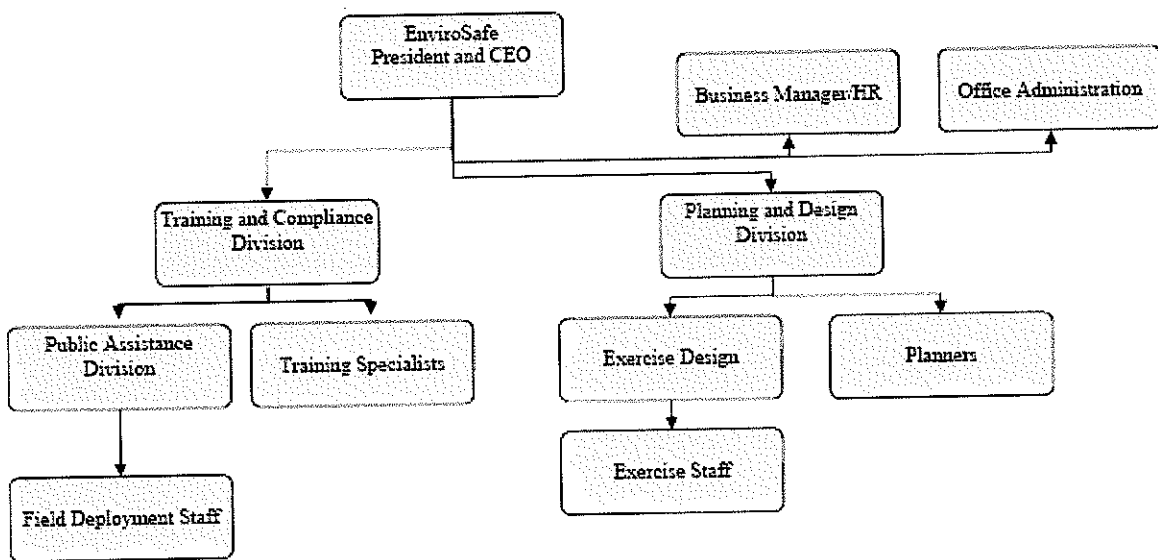 EnviroSafe
President and CEO
Business Manager/HR
Office Administration
Training and Compliance
Division
Planning and Design
Division
Public Assistance
Division
Training Specialists
Exercise Design
Planners
Exercise Staff
Field Deployment Staff